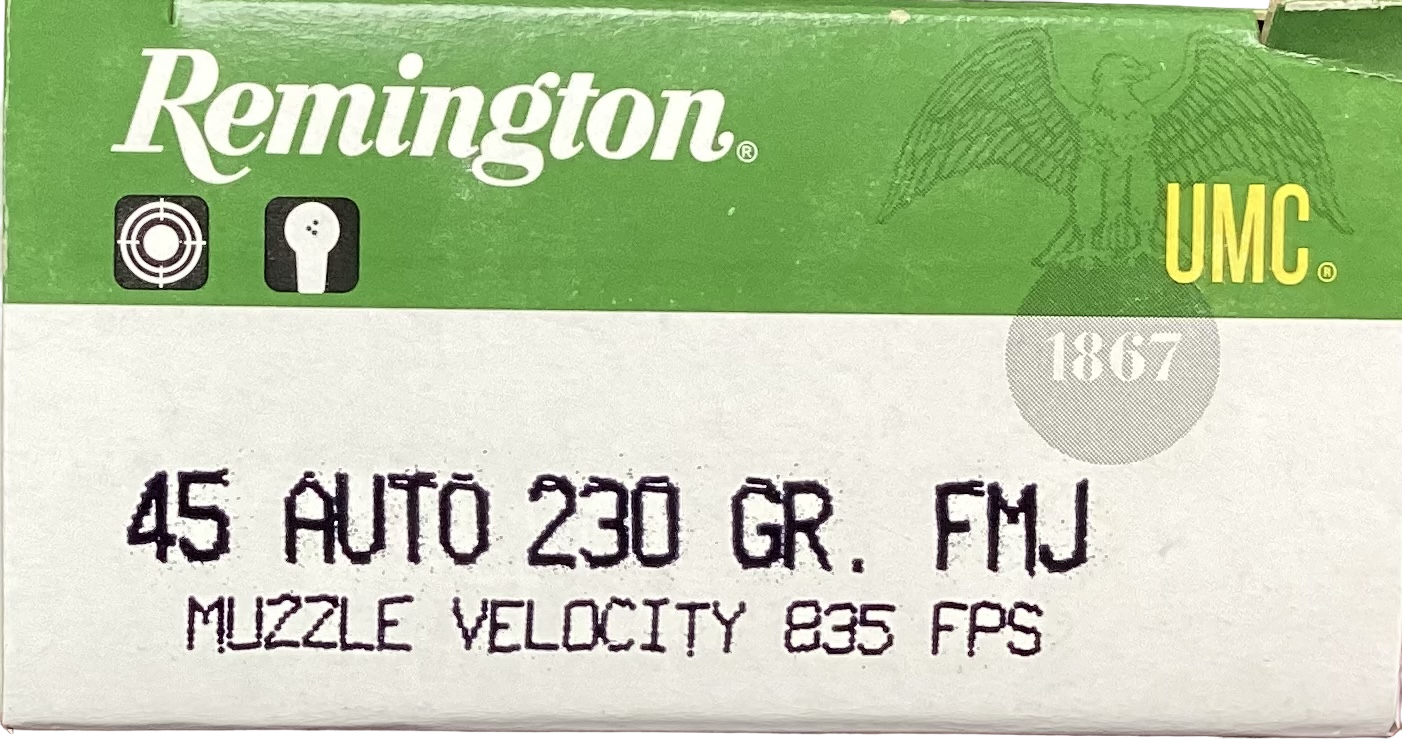 Remington®
UMC®
1867
45 AUTO 230 GR. FMJ
MUZZLE VELOCITY 835 FPS